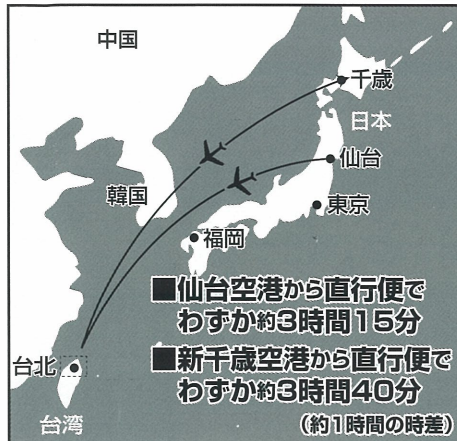 中国
千歳
日本
仙台
韓国
東京
福岡
■仙台空港から直行便で
わずか約3時間15分
■新千歳空港から直行便で
わずか約3時間40分
(約1時間の時差)
台北
台湾